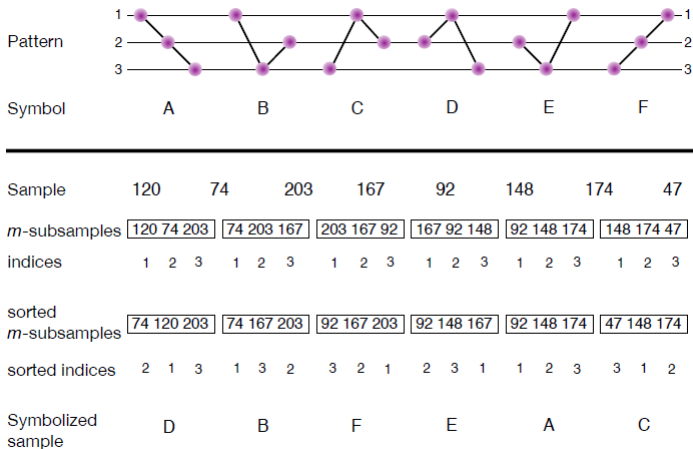 1 1
Pattern 2 2
3 3
Symbol A B C D E F
Sample 120 74 203 167 92 148 174 47
m-subsamples 120 74 203 74 203 167 203 167 92 167 92 148 92 148 174 148 174 47
indices 1 2 3 1 2 3 1 2 3 1 2 3 1 2 3 1 2 3
sorted
m-subsamples 74 120 203 74 167 203 92 167 203 92 148 167 92 148 174 47 148 174
sorted indices 2 1 3 1 3 2 3 2 1 2 3 1 1 2 3 3 1 2
Symbolized
sample D B F E A C